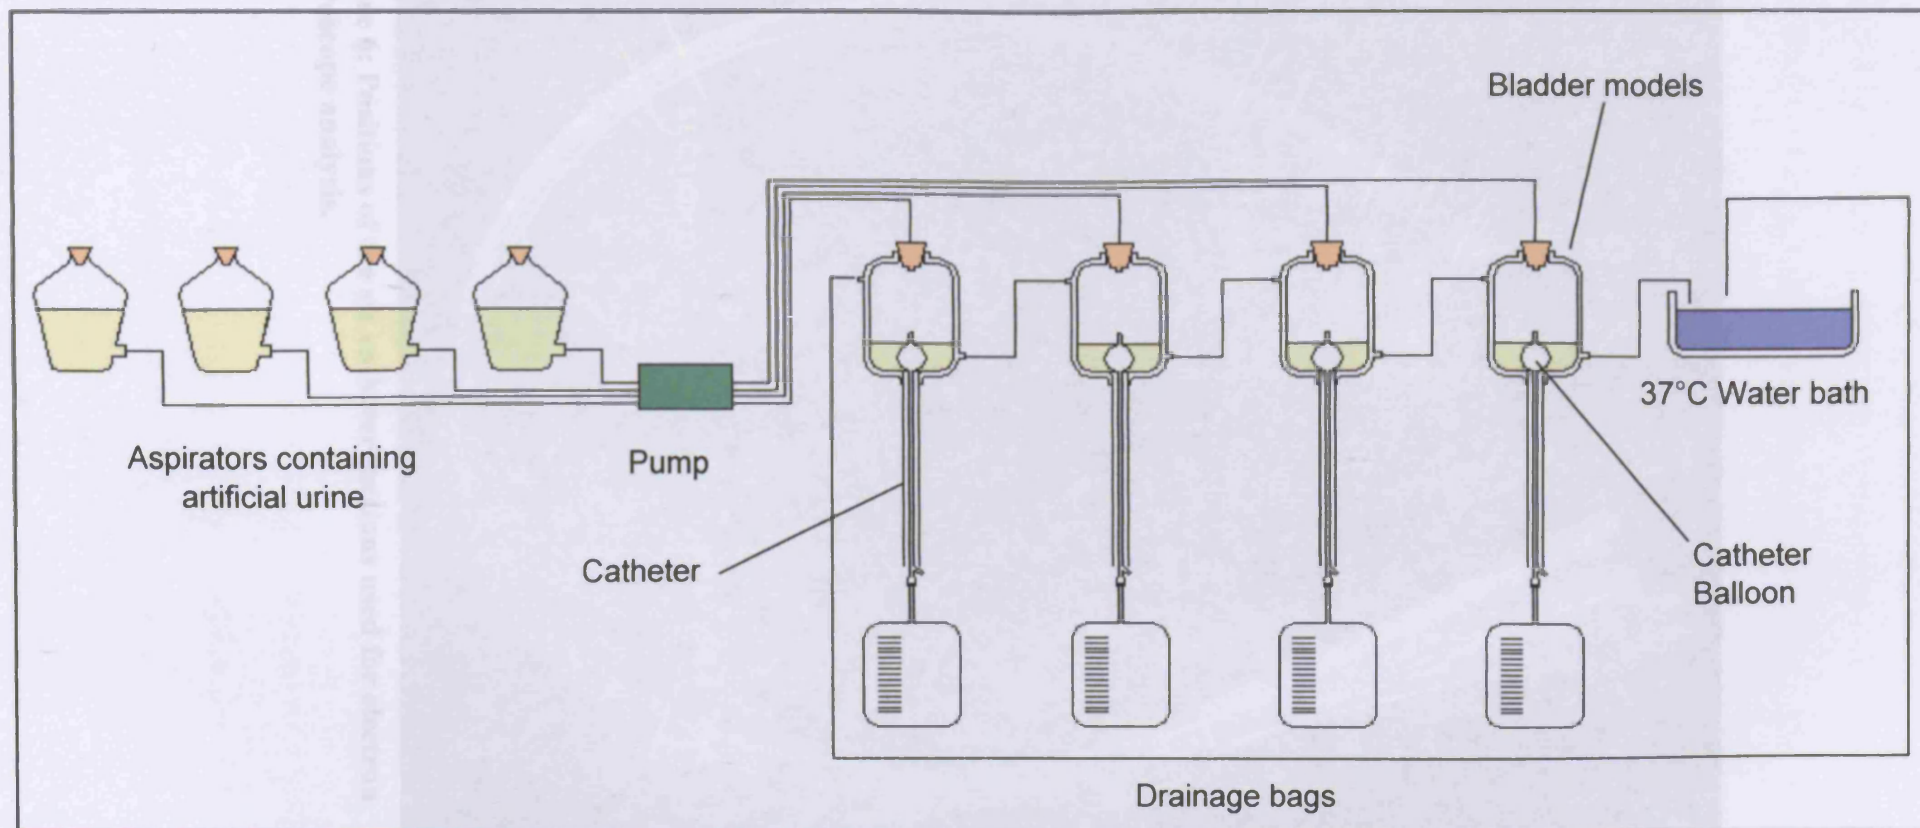 Bladder models
37°C Water bath
Aspirators containing
artificial urine
Pump
Catheter
Catheter
Balloon
Drainage bags